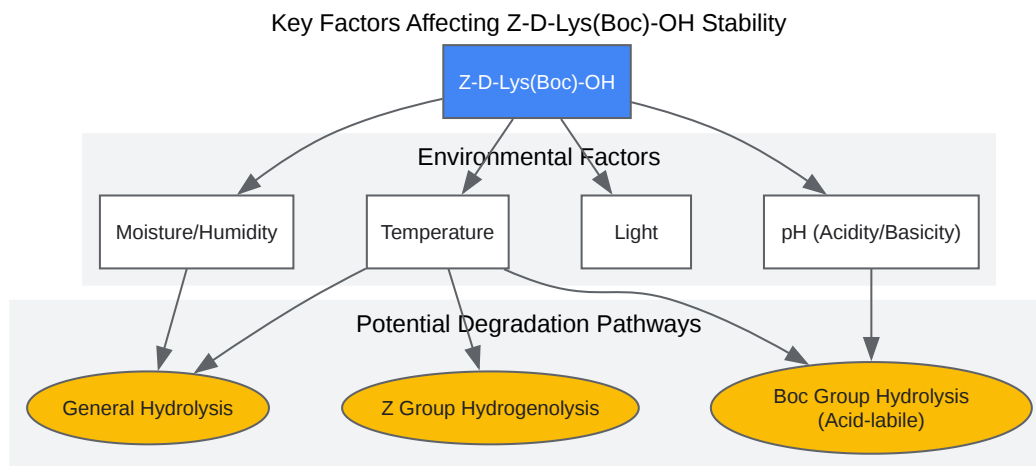 Key Factors Affecting Z-D-Lys(Boc)-OH Stability
Z-D-Lys(Boc)-OH
Environmental Factors
Moisture/Humidity
Temperature
Light
pH (Acidity/Basicity)
Potential Degradation Pathways
General Hydrolysis
Z Group Hydrogenolysis
Boc Group Hydrolysis
(Acid-labile)